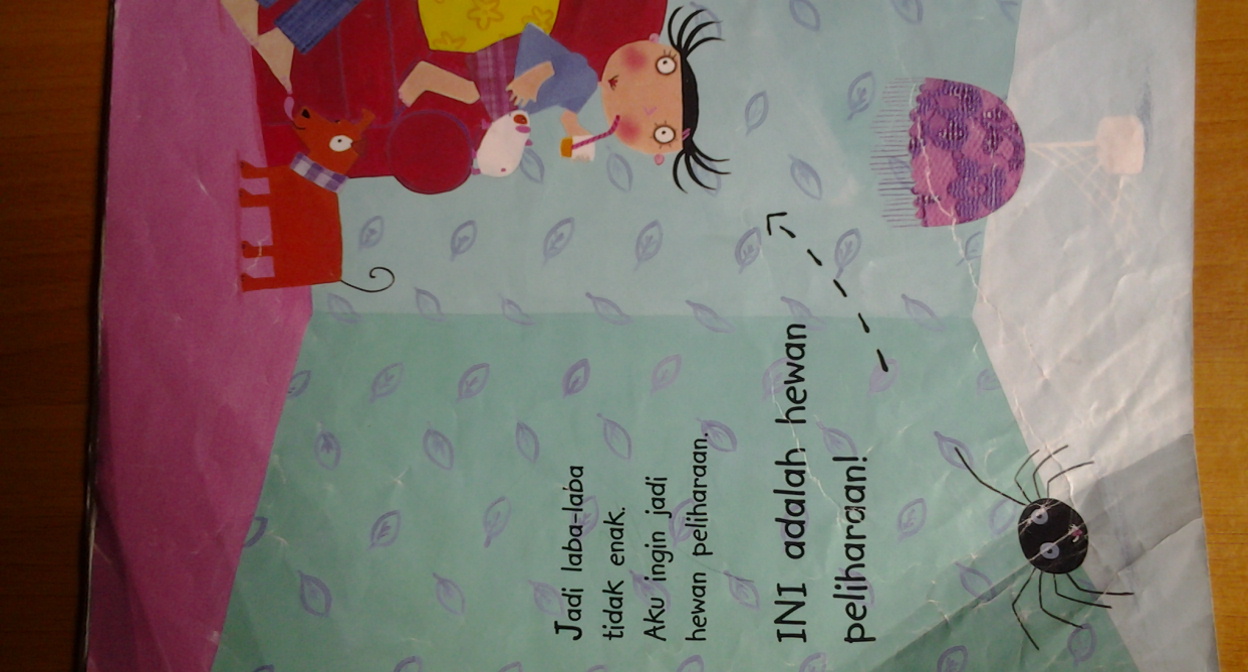 Jadi laba-laba
tidak enak.
Aku ingin jadi
hewan peliharaan.
INI adalah hewan
peliharaan!